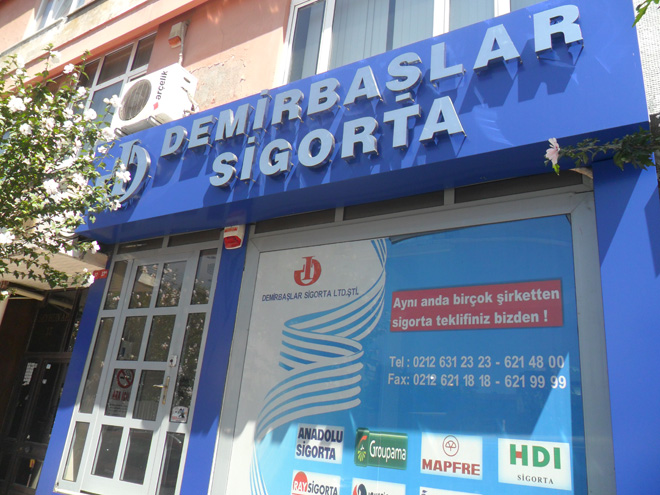 arçelik
DEMİRBAŞLAR
SİGORTA
DEMİRBAŞLAR SİGORTA LTD.ŞTİ.
Aynı anda birçok şirketten
sigorta teklifiniz bizden !
Tel : 0212 631 23 23 - 621 48 00
Fax: 0212 621 18 18 - 621 99 99
ANADOLU
SİGORTA
Groupama
MAPFRE
HDI
SİGORTA
RAY SİGORTA